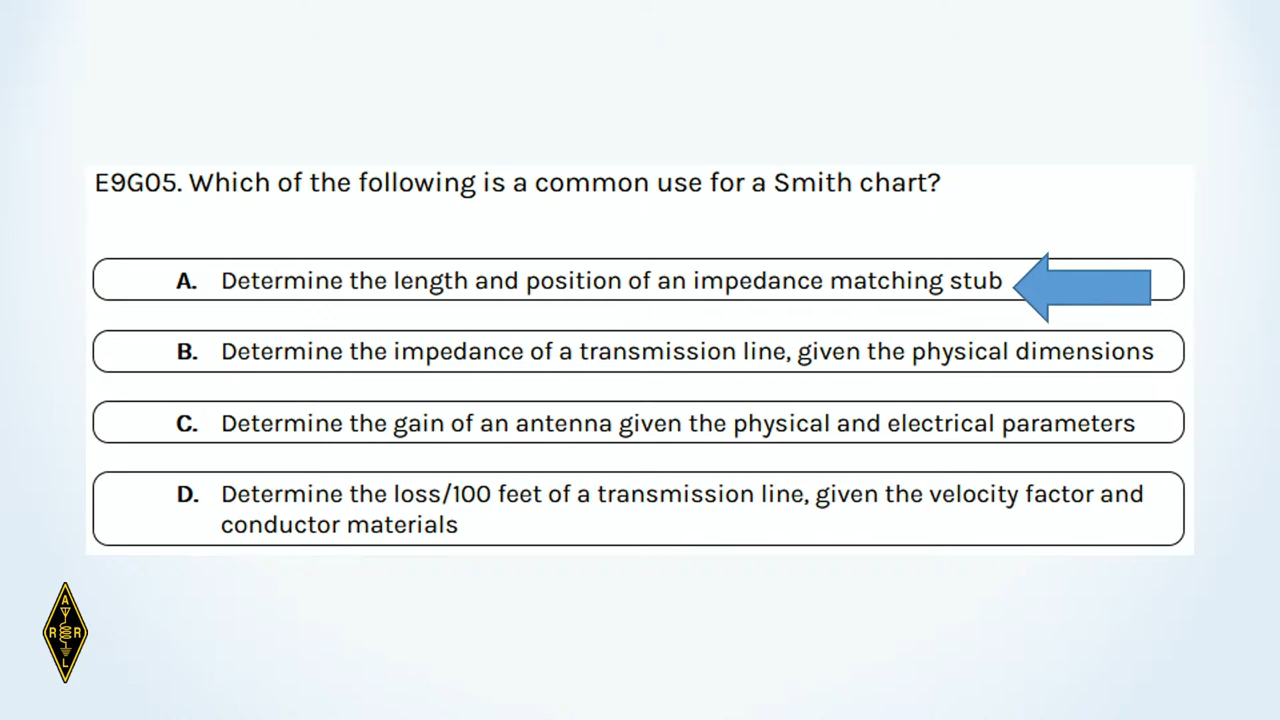 E9G05. Which of the following is a common use for a Smith chart?
A. Determine the length and position of an impedance matching stub
B. Determine the impedance of a transmission line, given the physical dimensions
C. Determine the gain of an antenna given the physical and electrical parameters
D. Determine the loss/100 feet of a transmission line, given the velocity factor and
conductor materials
A
R R
L